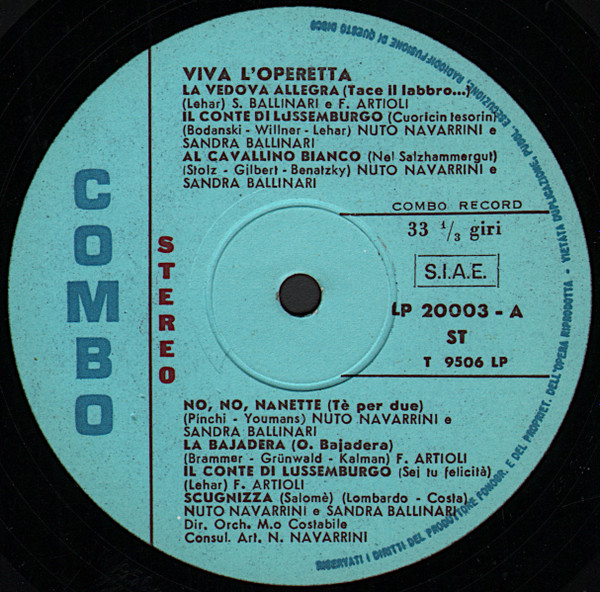 VIVA L'OPERETTA
LA VEDOVA ALLEGRA (Tace il labbro...)
(Lehar) S. BALLINARI e F. ARTIOLI
IL CONTE DI LUSSEMBURGO (Cuoricin tesorin)
(Bodanski - Willner - Lehar) NUTO NAVARRINI e
SANDRA BALLINARI
AL CAVALLINO BIANCO (Nel Salzhammergut)
(Stolz - Gilbert - Benatzky) NUTO NAVARRINI e
SANDRA BALLINARI
COMBO
STEREO
COMBO RECORD
33 1/3 giri
S.I.A.E.
LP 20003 - A
ST
T 9506 LP
NO, NO, NANETTE (Tè per due)
(Pinchi - Youmans) NUTO NAVARRINI e
SANDRA BALLINARI
LA BAJADERA (O. Bajadera)
(Brammer - Grünwald - Kalman) F. ARTIOLI
IL CONTE DI LUSSEMBURGO (Sei tu felicità)
(Lehar) F. ARTIOLI
SCUGNIZZA (Salomè) (Lombardo - Costa)
NUTO NAVARRINI e SANDRA BALLINARI
Dir. Orch. M.o Costabile
Consul. Art. N. NAVARRINI
RISERVATI I DIRITTI DEL PRODUTTORE FONOGR. E DEL PROPRIET. DELL'OPERA RIPRODOTTA - VIETATA DUPLICAZIONE, PUBBL. ESECUZIONE, RADIODIFFUSIONE DI QUESTO DISCO